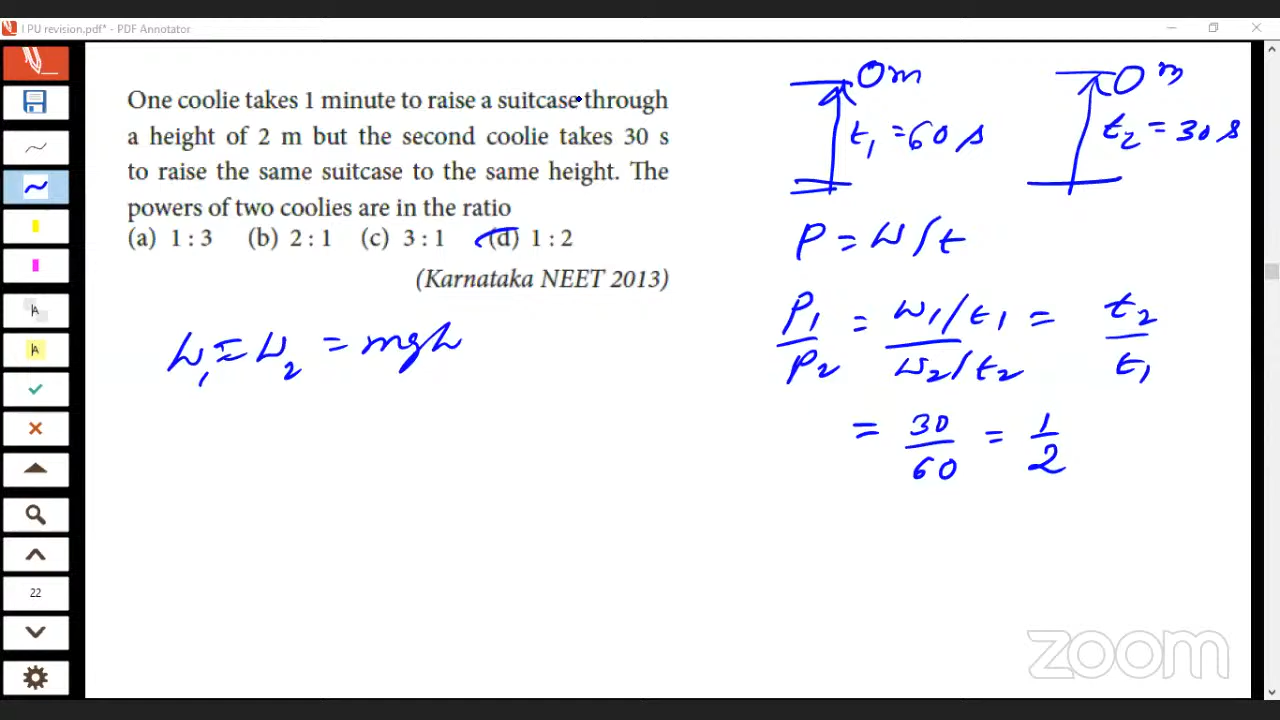 I PU revision.pdf* - PDF Annotator
One coolie takes 1 minute to raise a suitcase through
a height of 2 m but the second coolie takes 30 s
to raise the same suitcase to the same height. The
powers of two coolies are in the ratio
(a) 1 : 3 (b) 2 : 1 (c) 3 : 1 (d) 1 : 2
(Karnataka NEET 2013)
W₁ = W₂ = mgh
m
t₁ = 60 s
m
t₂ = 30 s
P = W/t
P₁/P₂ = W₁/t₁ / W₂/t₂ = t₂/t₁
= 30/60 = 1/2
A
A
22
zoom